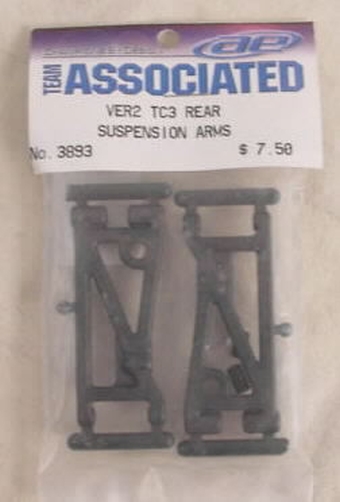 ae
TEAM
ASSOCIATED
VER2 TC3 REAR
SUSPENSION ARMS
No. 3893
$ 7.50